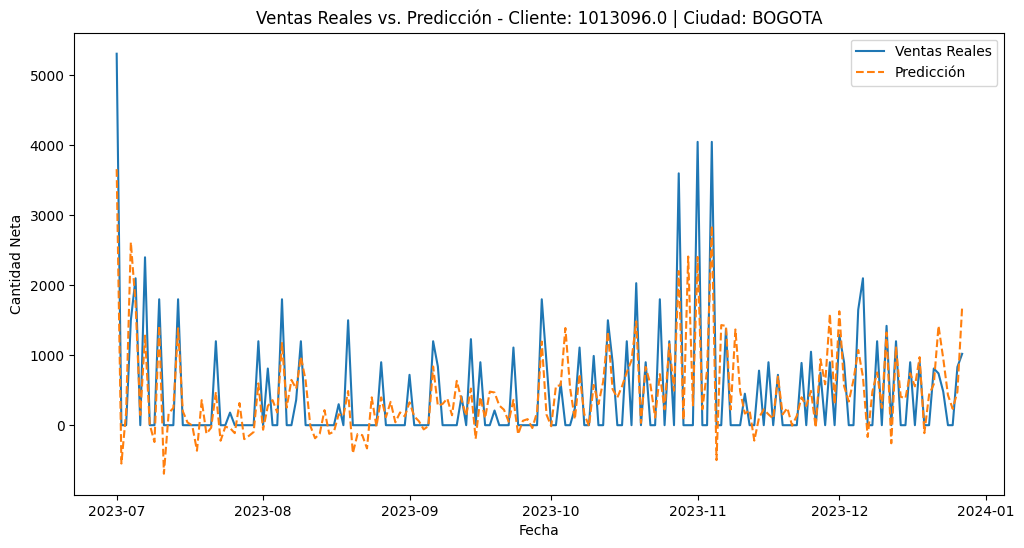 Ventas Reales vs. Predicción - Cliente: 1013096.0 | Ciudad: BOGOTA
Ventas Reales
Predicción
Cantidad Neta
5000
4000
3000
2000
1000
0
2023-07
2023-08
2023-09
2023-10
2023-11
2023-12
2024-01
Fecha